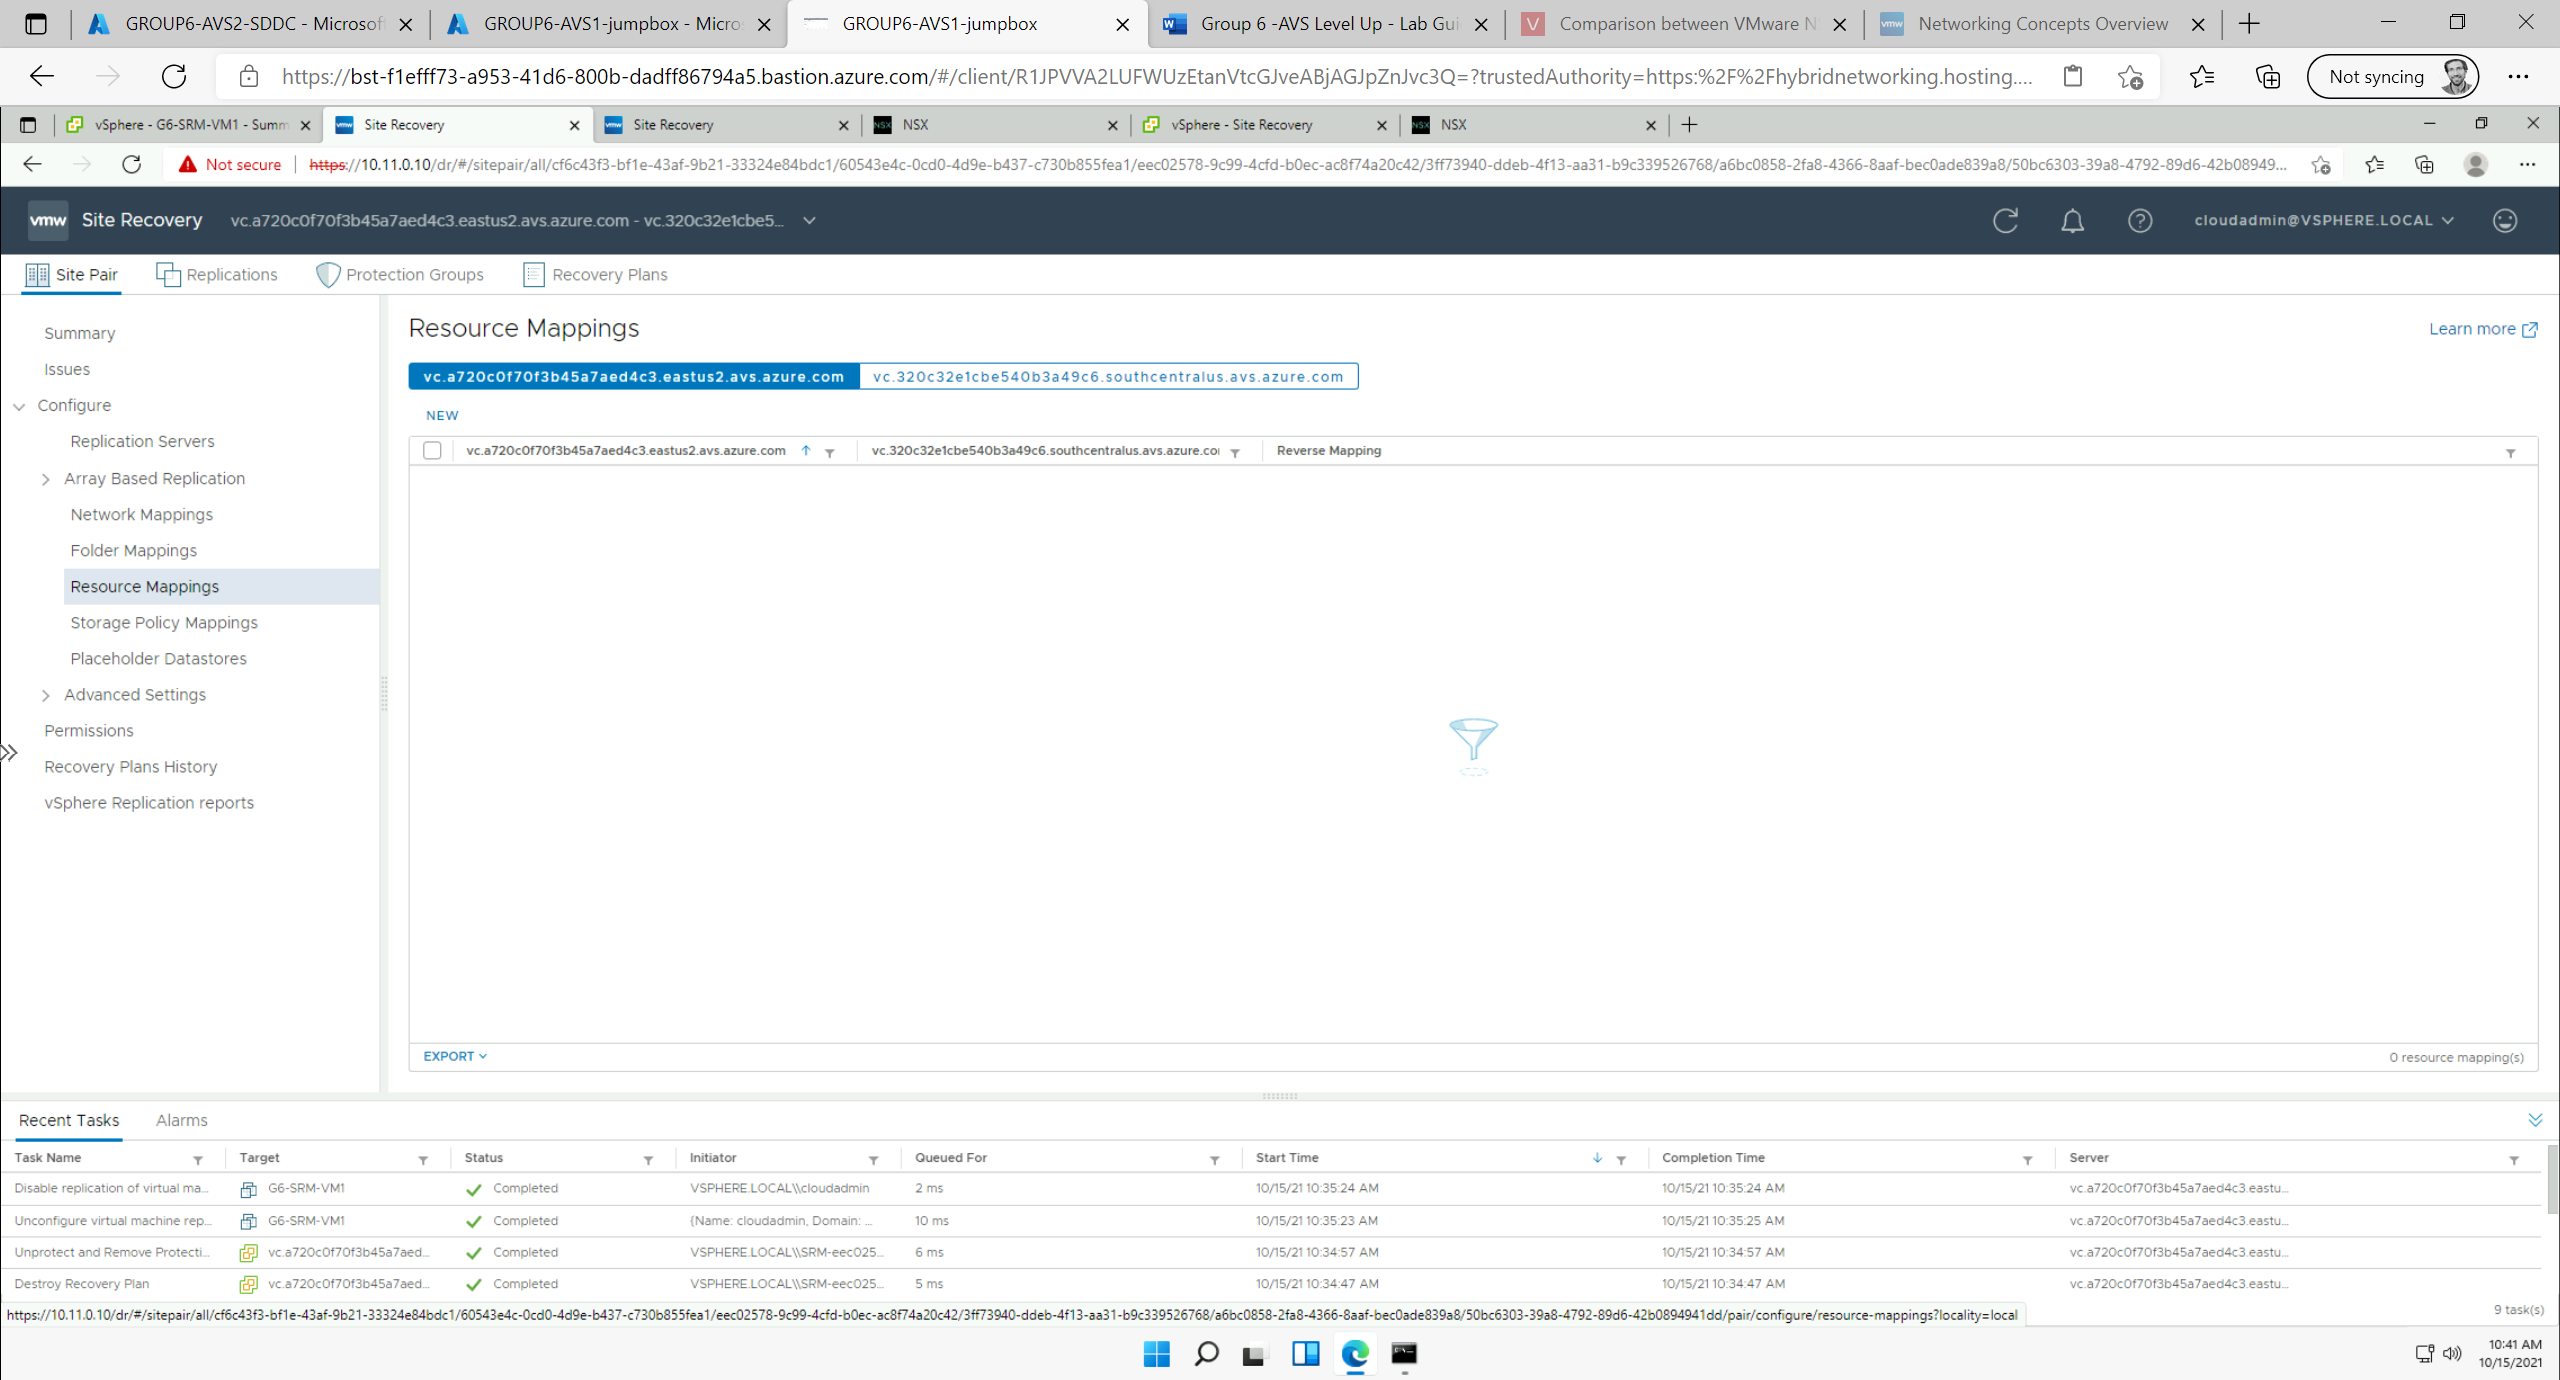 GROUP6-AVS2-SDDC - Microsof
GROUP6-AVS1-jumpbox - Micro
GROUP6-AVS1-jumpbox
Group 6 -AVS Level Up - Lab Gui
Comparison between VMware N
Networking Concepts Overview
https://bst-f1efff73-a953-41d6-800b-dadff86794a5.bastion.azure.com/#/client/R1JPVVA2LUFWUzEtanVtcGJveABjAGJpZnJvc3Q=?trustedAuthority=https:%2F%2Fhybridnetworking.hosting....
Not syncing
vSphere - G6-SRM-VM1 - Summ
Site Recovery
Site Recovery
NSX
vSphere - Site Recovery
NSX
Not secure
https://10.11.0.10/dr/#/sitepair/all/cf6c43f3-bf1e-43af-9b21-33324e84bdc1/60543e4c-0cd0-4d9e-b437-c730b855fea1/eec02578-9c99-4cfd-b0ec-ac8f74a20c42/3ff73940-ddeb-4f13-aa31-b9c339526768/a6bc0858-2fa8-4366-8aaf-bec0ade839a8/50bc6303-39a8-4792-89d6-42b08949...
vmw Site Recovery
vc.a720c0f70f3b45a7aed4c3.eastus2.avs.azure.com - vc.320c32e1cbe5...
cloudadmin@VSPHERE.LOCAL
Site Pair
Replications
Protection Groups
Recovery Plans
Summary
Issues
Configure
Replication Servers
Array Based Replication
Network Mappings
Folder Mappings
Resource Mappings
Storage Policy Mappings
Placeholder Datastores
Advanced Settings
Permissions
Recovery Plans History
vSphere Replication reports
Resource Mappings
Learn more
vc.a720c0f70f3b45a7aed4c3.eastus2.avs.azure.com
vc.320c32e1cbe540b3a49c6.southcentralus.avs.azure.com
NEW
vc.a720c0f70f3b45a7aed4c3.eastus2.avs.azure.com
vc.320c32e1cbe540b3a49c6.southcentralus.avs.azure.co
Reverse Mapping
EXPORT
0 resource mapping(s)
Recent Tasks
Alarms
Task Name Target Status Initiator Queued For Start Time Completion Time Server
Disable replication of virtual ma... G6-SRM-VM1 Completed VSPHERE.LOCAL\\cloudadmin 2 ms 10/15/21 10:35:24 AM 10/15/21 10:35:24 AM vc.a720c0f70f3b45a7aed4c3.eastu...
Unconfigure virtual machine rep... G6-SRM-VM1 Completed {Name: cloudadmin, Domain: ... 10 ms 10/15/21 10:35:23 AM 10/15/21 10:35:25 AM vc.a720c0f70f3b45a7aed4c3.eastu...
Unprotect and Remove Protecti... vc.a720c0f70f3b45a7aed... Completed VSPHERE.LOCAL\\SRM-eec025... 6 ms 10/15/21 10:34:57 AM 10/15/21 10:34:57 AM vc.a720c0f70f3b45a7aed4c3.eastu...
Destroy Recovery Plan vc.a720c0f70f3b45a7aed... Completed VSPHERE.LOCAL\\SRM-eec025... 5 ms 10/15/21 10:34:47 AM 10/15/21 10:34:47 AM vc.a720c0f70f3b45a7aed4c3.eastu...
https://10.11.0.10/dr/#/sitepair/all/cf6c43f3-bf1e-43af-9b21-33324e84bdc1/60543e4c-0cd0-4d9e-b437-c730b855fea1/eec02578-9c99-4cfd-b0ec-ac8f74a20c42/3ff73940-ddeb-4f13-aa31-b9c339526768/a6bc0858-2fa8-4366-8aaf-bec0ade839a8/50bc6303-39a8-4792-89d6-42b0894941dd/pair/configure/resource-mappings?locality=local
9 task(s)
10:41 AM
10/15/2021